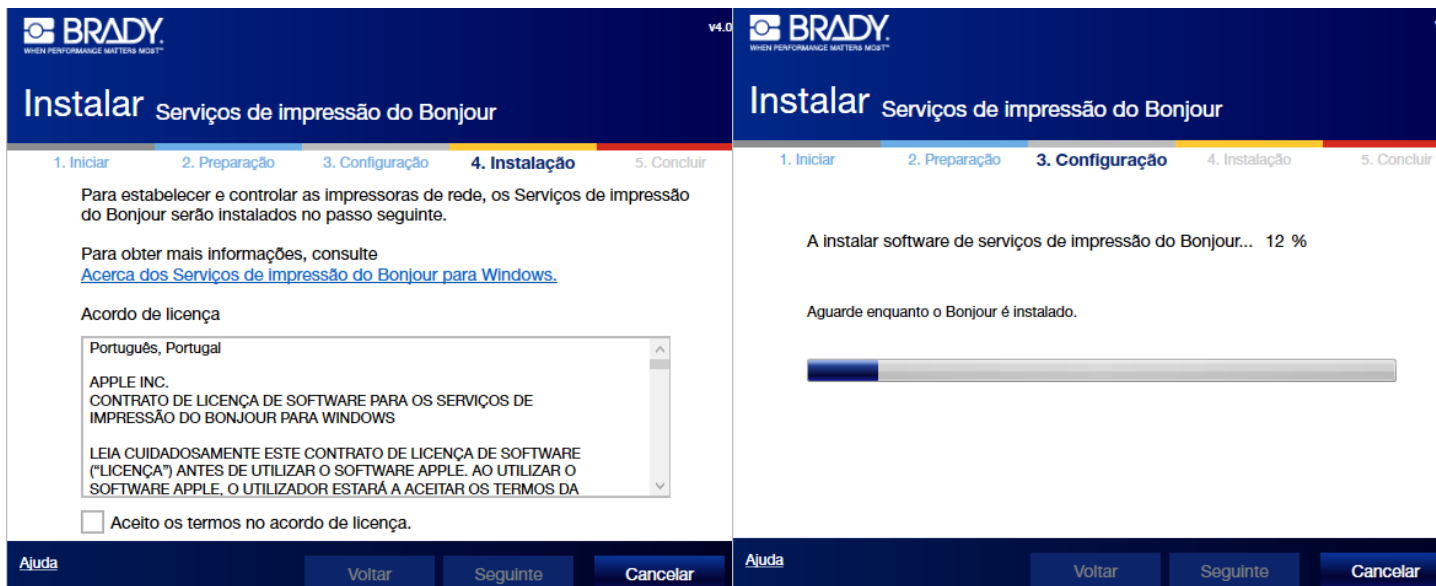 BRADY.
WHEN PERFORMANCE MATTERS MOST™
v4.0
Instalar Serviços de impressão do Bonjour
1. Iniciar 2. Preparação 3. Configuração 4. Instalação 5. Concluir
Para estabelecer e controlar as impressoras de rede, os Serviços de impressão
do Bonjour serão instalados no passo seguinte.
Para obter mais informações, consulte
Acerca dos Serviços de impressão do Bonjour para Windows.
Acordo de licença
Português, Portugal
APPLE INC.
CONTRATO DE LICENÇA DE SOFTWARE PARA OS SERVIÇOS DE
IMPRESSÃO DO BONJOUR PARA WINDOWS
LEIA CUIDADOSAMENTE ESTE CONTRATO DE LICENÇA DE SOFTWARE
("LICENÇA") ANTES DE UTILIZAR O SOFTWARE APPLE. AO UTILIZAR O
SOFTWARE APPLE, O UTILIZADOR ESTARÁ A ACEITAR OS TERMOS DA
Aceito os termos no acordo de licença.
Ajuda
Voltar Seguinte Cancelar
BRADY.
WHEN PERFORMANCE MATTERS MOST™
Instalar Serviços de impressão do Bonjour
1. Iniciar 2. Preparação 3. Configuração 4. Instalação 5. Concluir
A instalar software de serviços de impressão do Bonjour... 12 %
Aguarde enquanto o Bonjour é instalado.
Ajuda
Voltar Seguinte Cancelar